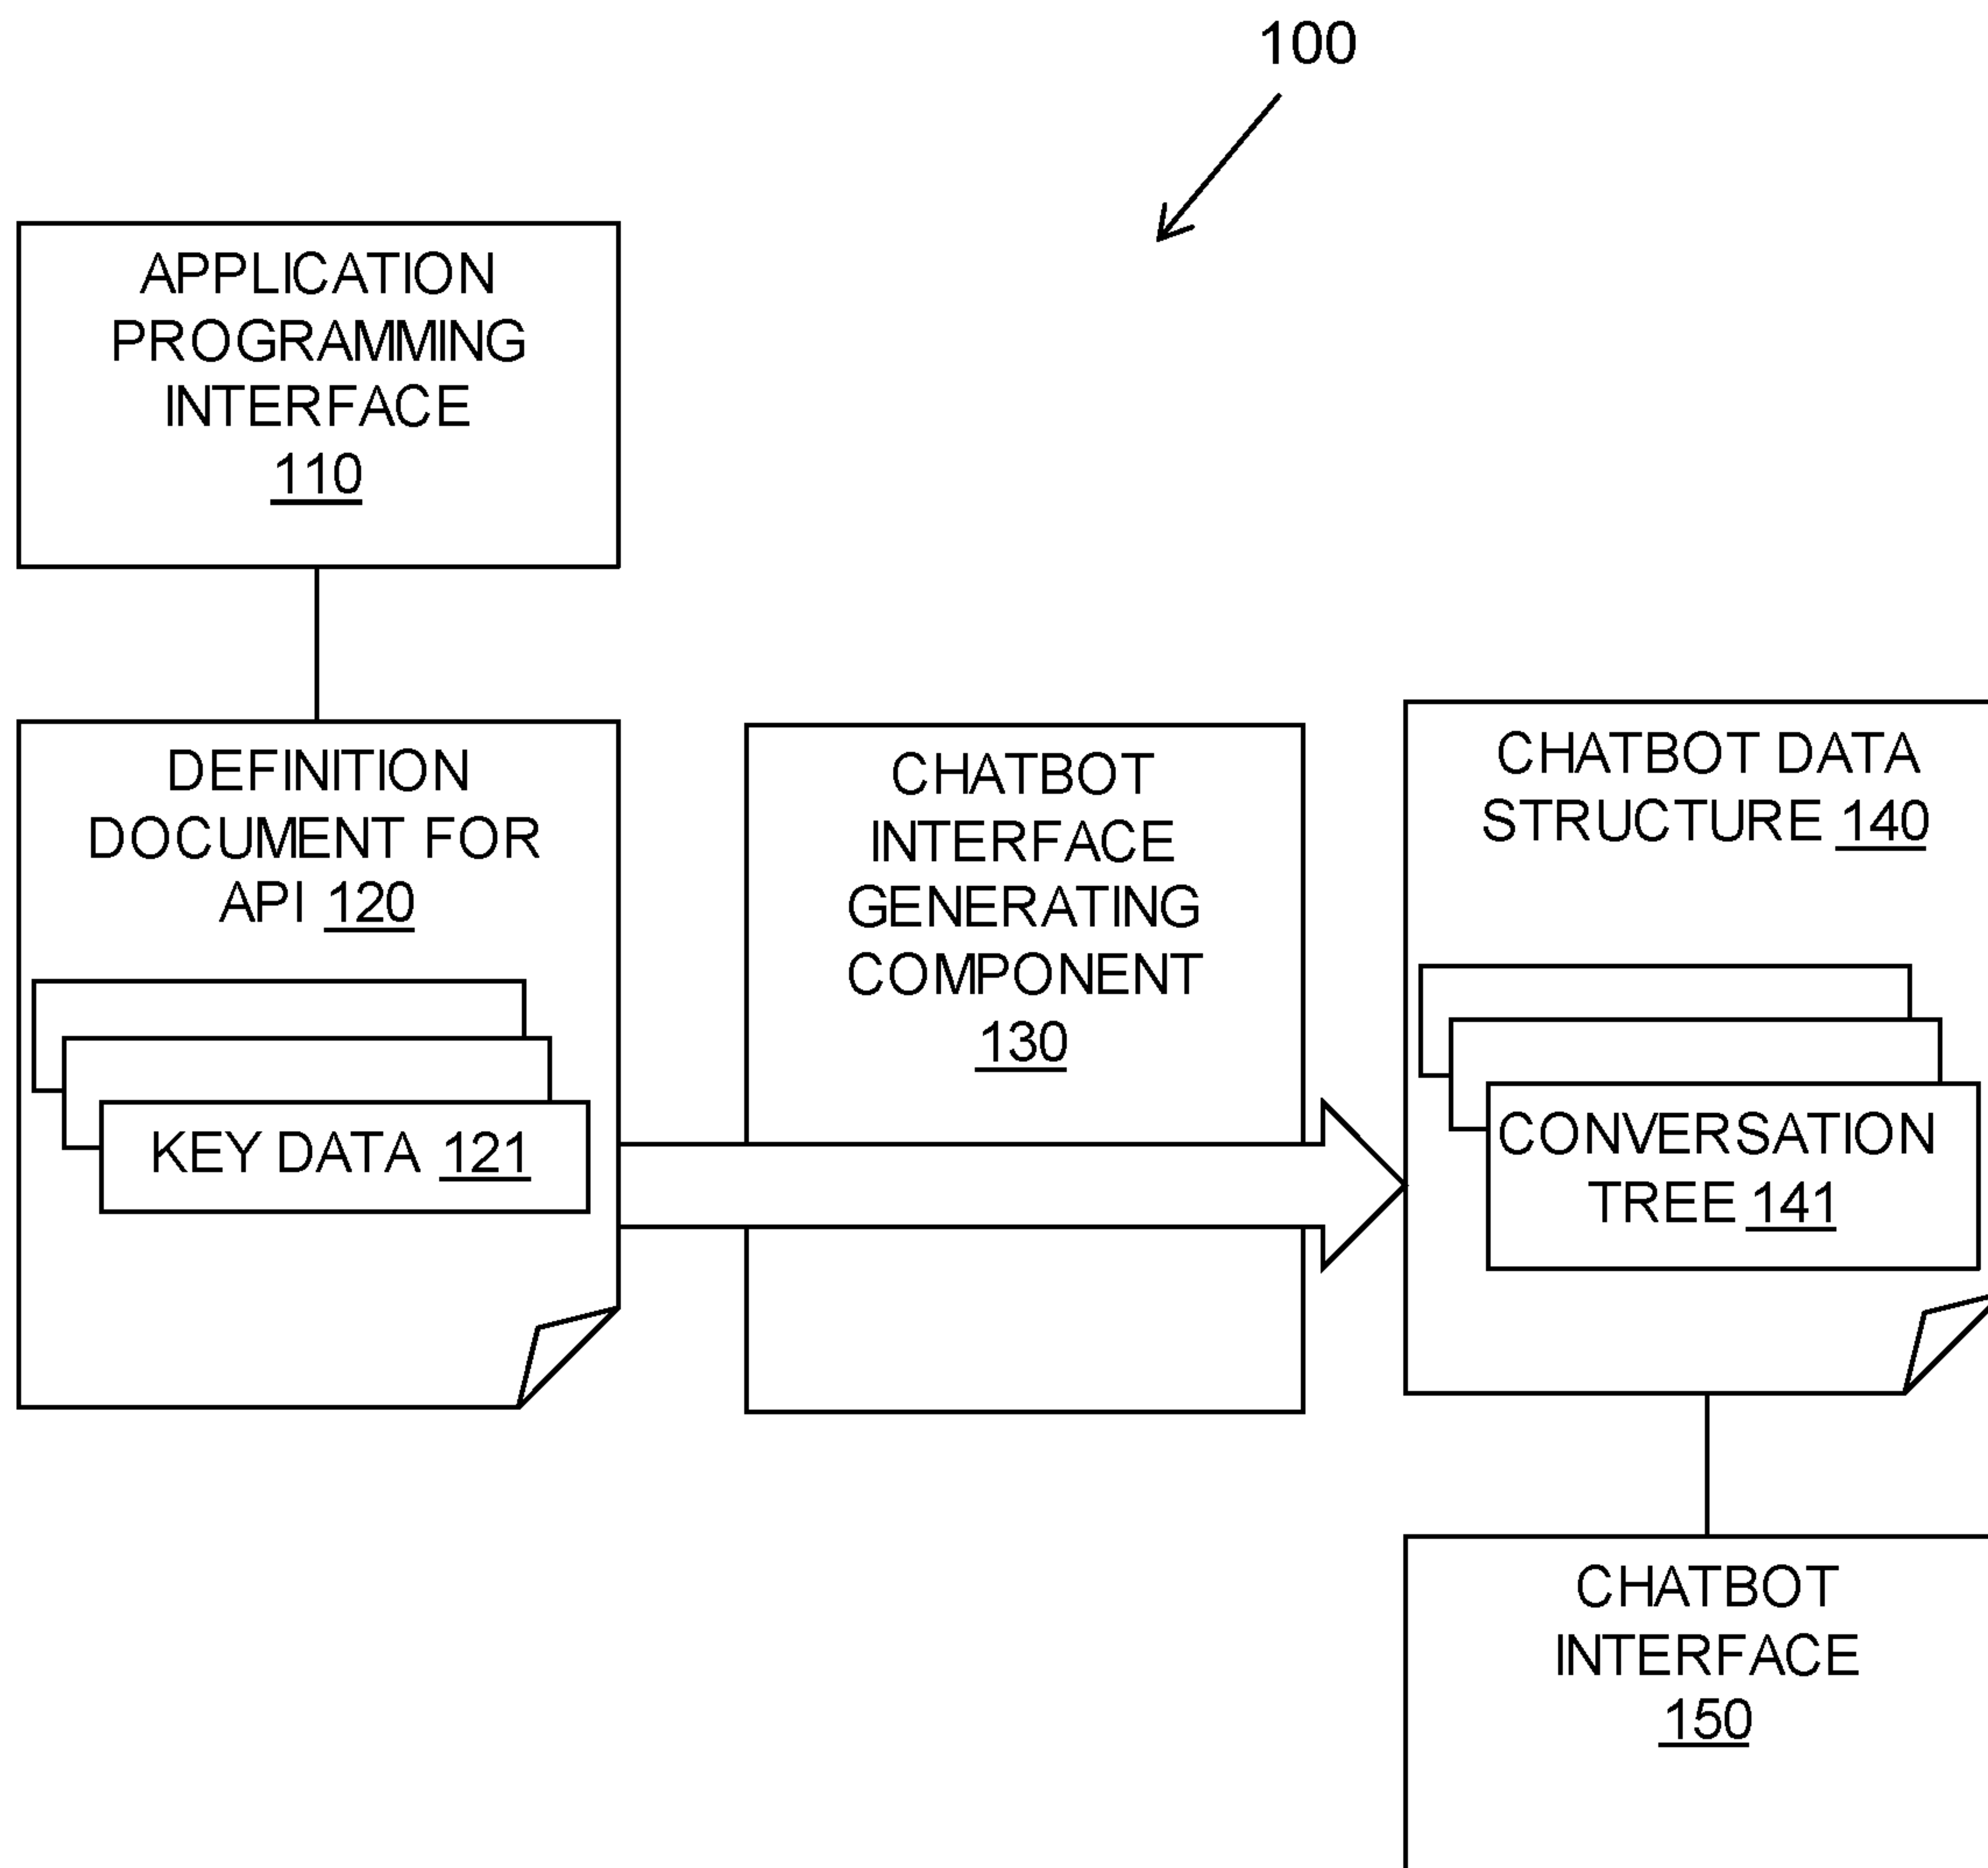 100
APPLICATION
PROGRAMMING
INTERFACE
110
DEFINITION
DOCUMENT FOR
API 120
KEY DATA 121
CHATBOT
INTERFACE
GENERATING
COMPONENT
130
CHATBOT DATA
STRUCTURE 140
CONVERSATION
TREE 141
CHATBOT
INTERFACE
150